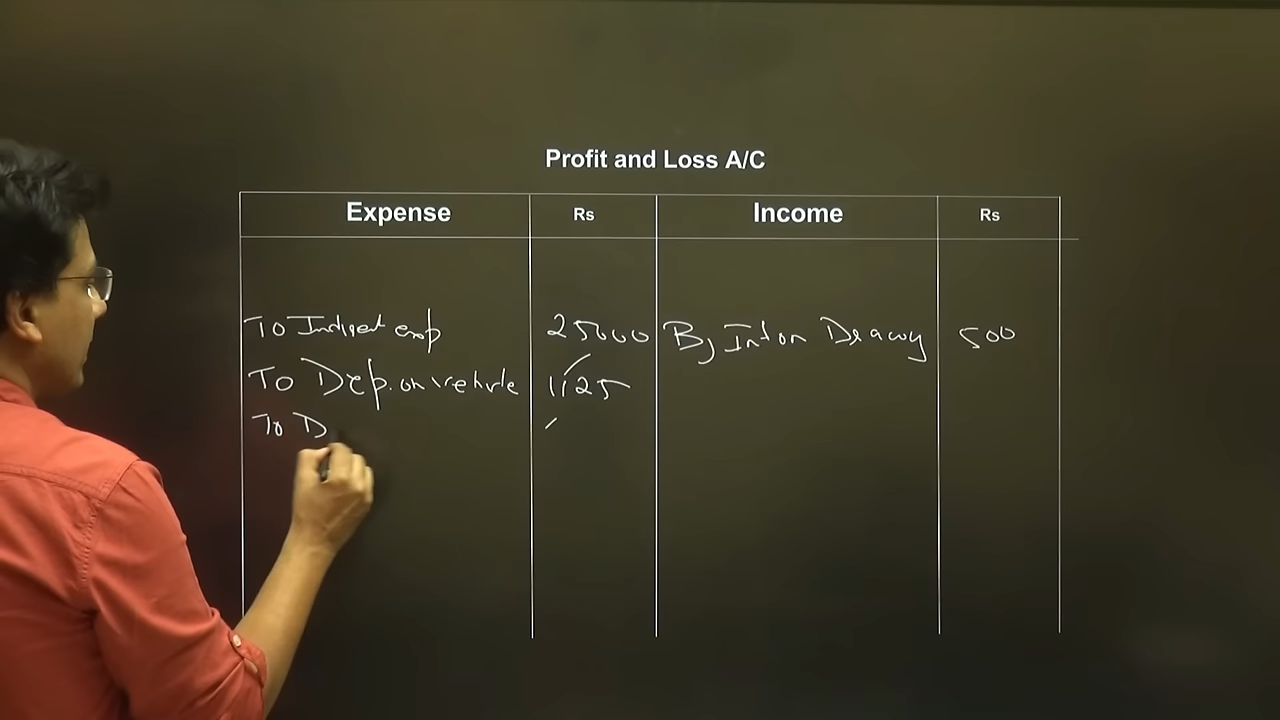 Profit and Loss A/C
Expense Rs Income Rs
To Indirect exp 25000 By Int on Drawg 500
To Dep. on vehicle 1125
To D